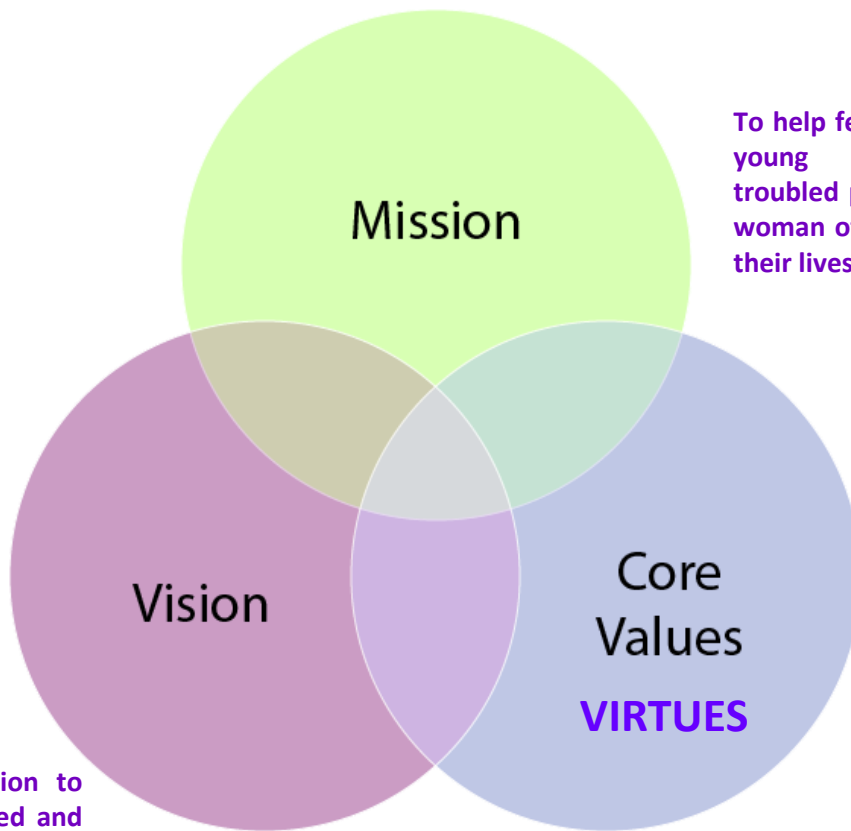 Mission
To help fe
young
troubled p
woman o
their lives
Vision
Core
Values
VIRTUES
ion to
ed and